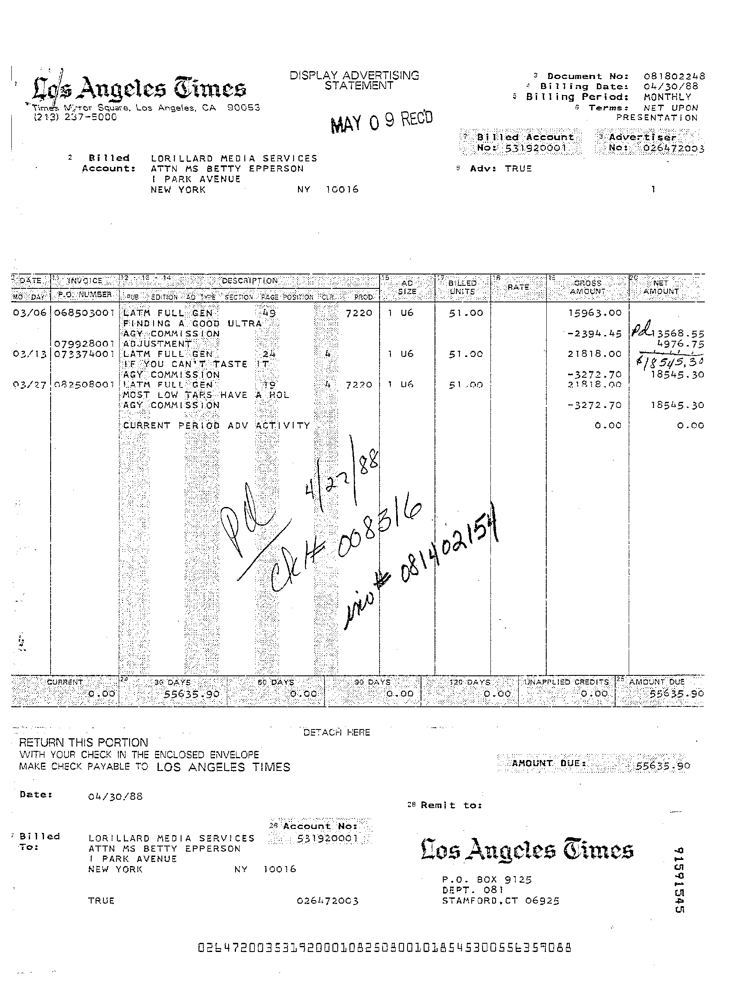 Los Angeles Times
Times Mirror Square, Los Angeles, CA 90053
(213) 237-5000
DISPLAY ADVERTISING
STATEMENT
MAY 09 REC'D
3 Document No: 081802248
4 Billing Date: 04/30/88
5 Billing Period: MONTHLY
6 Terms: NET UPON
PRESENTATION
7 Billed Account No: 531920001
8 Advertiser No: 026472003
2 Billed Account: LORILLARD MEDIA SERVICES
ATTN MS BETTY EPPERSON
1 PARK AVENUE
NEW YORK NY 10016
9 Adv: TRUE
1
DATE INVOICE 12 - 13 - 14 DESCRIPTION AD SIZE BILLED UNITS RATE GROSS AMOUNT NET AMOUNT
MO DAY P.O. NUMBER PUB EDITION AD TYPE SECTION PAGE POSITION CLR. PROD.
03/06 068503001 LATM FULL GEN 49 7220 1 U6 51.00 15963.00
FINDING A GOOD ULTRA
AGY COMMISSION -2394.45 Pd 13568.55
079928001 ADJUSTMENT 4976.75
03/13 073374001 LATM FULL GEN 24 4 1 U6 51.00 21818.00
$18545.30
IF YOU CAN'T TASTE IT
AGY COMMISSION -3272.70 18545.30
03/27 082508001 LATM FULL GEN 19 4 7220 1 U6 51.00 21818.00
MOST LOW TARS HAVE A HOL
AGY COMMISSION -3272.70 18545.30
CURRENT PERIOD ADV ACTIVITY 0.00 0.00
Pd 4/27/88
Ck# 008316
inv# 081402154
CURRENT 30 DAYS 60 DAYS 90 DAYS 120 DAYS UNAPPLIED CREDITS AMOUNT DUE
0.00 55635.90 0.00 0.00 0.00 0.00 55635.90
DETACH HERE
RETURN THIS PORTION
WITH YOUR CHECK IN THE ENCLOSED ENVELOPE
MAKE CHECK PAYABLE TO LOS ANGELES TIMES
AMOUNT DUE: 55635.90
Date: 04/30/88
28 Remit to:
26 Account No:
531920001
Billed To: LORILLARD MEDIA SERVICES
ATTN MS BETTY EPPERSON
1 PARK AVENUE
NEW YORK NY 10016
Los Angeles Times
P.O. BOX 9125
DEPT. 081
STAMFORD,CT 06925
TRUE 026472003
91591545
0264720035319200010825080010185453005563590 88